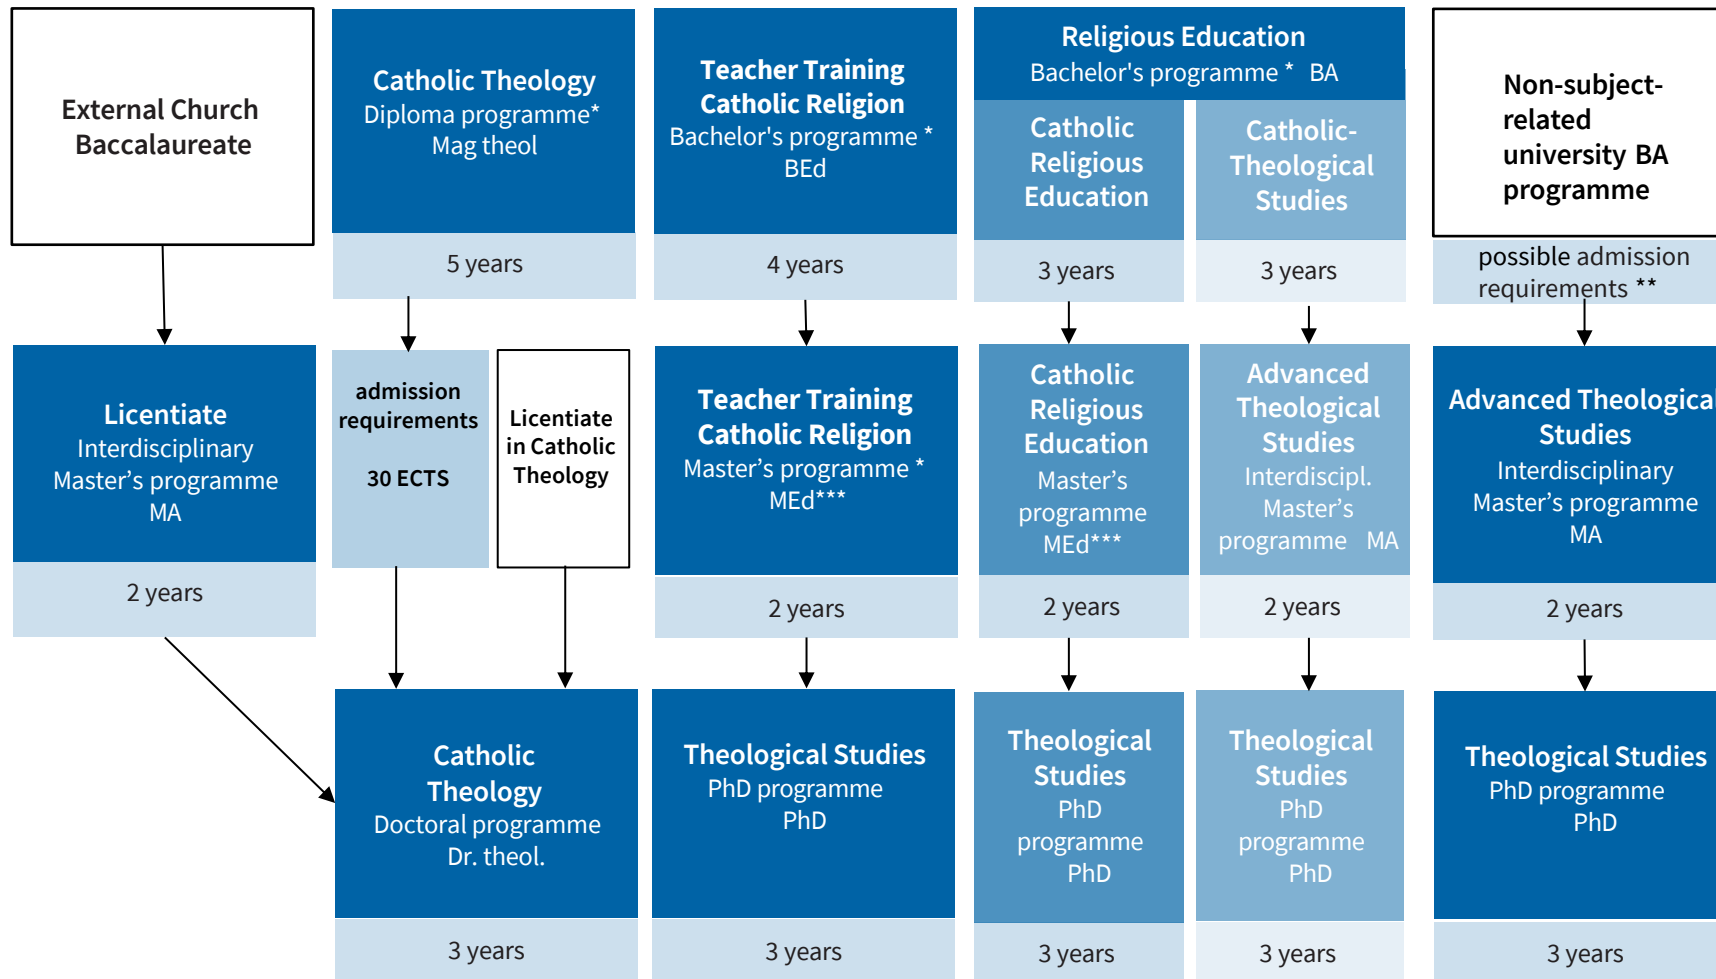 External Church
Baccalaureate
Catholic Theology
Diploma programme*
Mag theol
5 years
Teacher Training
Catholic Religion
Bachelor's programme *
BEd
4 years
Religious Education
Bachelor's programme * BA
Catholic
Religious
Education
3 years
Catholic-
Theological
Studies
3 years
Non-subject-
related
university BA
programme
possible admission
requirements **
Licentiate
Interdisciplinary
Master’s programme
MA
2 years
admission
requirements
30 ECTS
Licentiate
in Catholic
Theology
Teacher Training
Catholic Religion
Master’s programme *
MEd***
2 years
Catholic
Religious
Education
Master’s
programme
MEd***
2 years
Advanced
Theological
Studies
Interdiscipl.
Master’s
programme MA
2 years
Advanced Theological
Studies
Interdisciplinary
Master’s programme
MA
2 years
Catholic
Theology
Doctoral programme
Dr. theol.
3 years
Theological Studies
PhD programme
PhD
3 years
Theological
Studies
PhD
programme
PhD
3 years
Theological
Studies
PhD
programme
PhD
3 years
Theological Studies
PhD programme
PhD
3 years